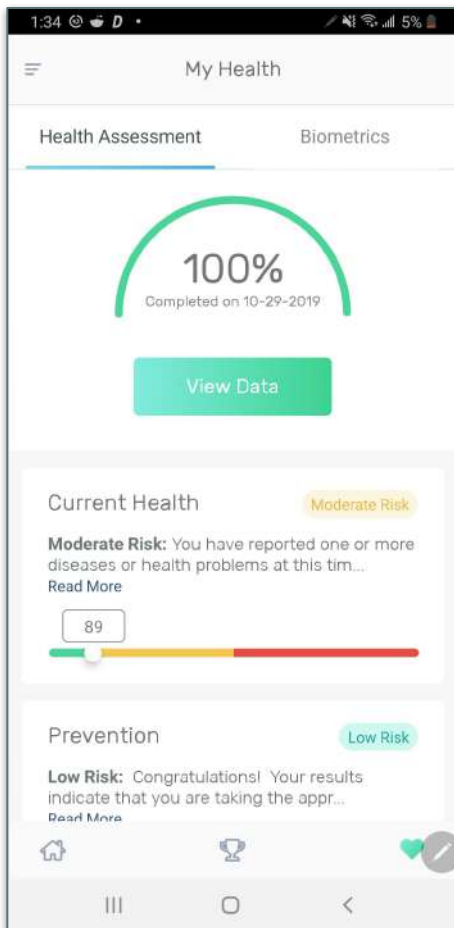 1:34 D 5%
My Health
Health Assessment Biometrics
100%
Completed on 10-29-2019
View Data
Current Health Moderate Risk
Moderate Risk: You have reported one or more
diseases or health problems at this tim...
Read More
89
Prevention Low Risk
Low Risk: Congratulations! Your results
indicate that you are taking the appr...
Read More